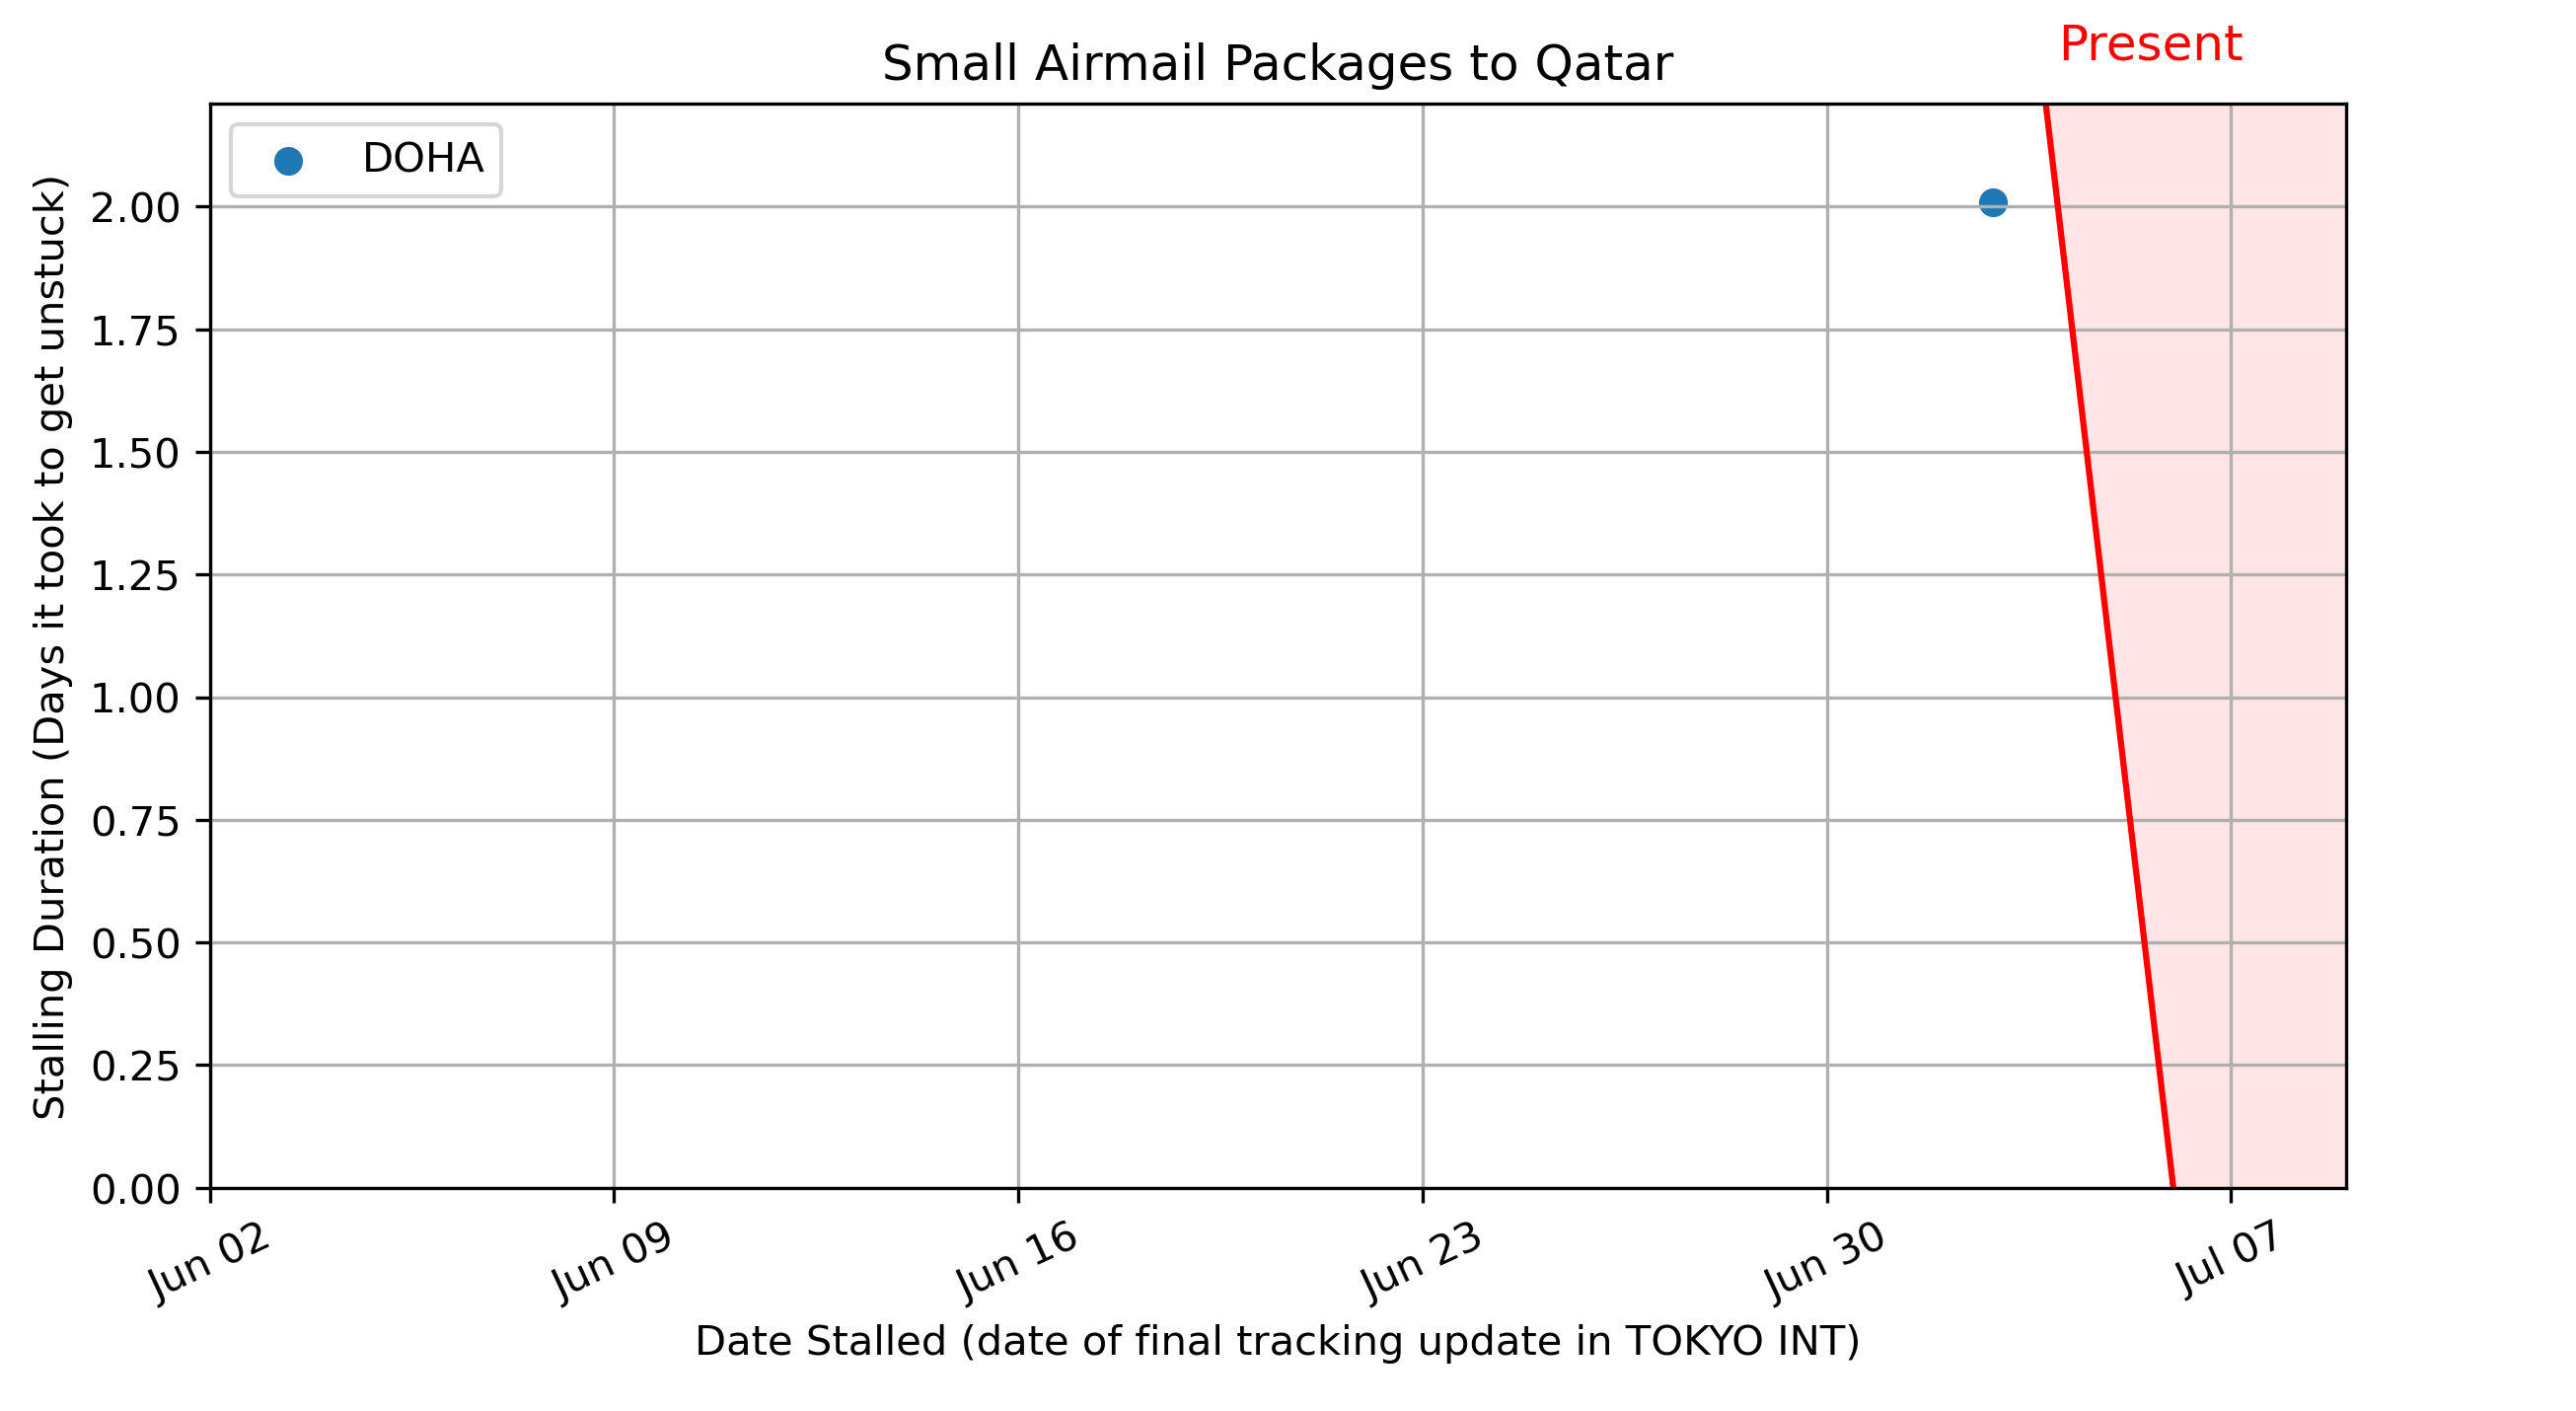 Present
Small Airmail Packages to Qatar
DOHA
Stalling Duration (Days it took to get unstuck)
2.00
1.75
1.50
1.25
1.00
0.75
0.50
0.25
0.00
Jun 02
Jun 09
Jun 16
Jun 23
Jun 30
Jul 07
Date Stalled (date of final tracking update in TOKYO INT)